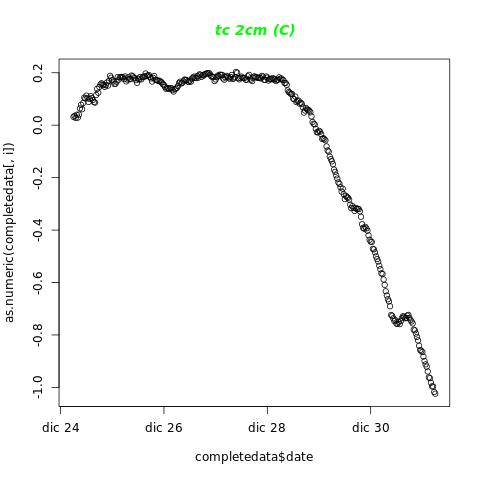 tc 2cm (C)
as.numeric(completedata[, i])
0.2
0.0
-0.2
-0.4
-0.6
-0.8
-1.0
dic 24 dic 26 dic 28 dic 30
completedata$date